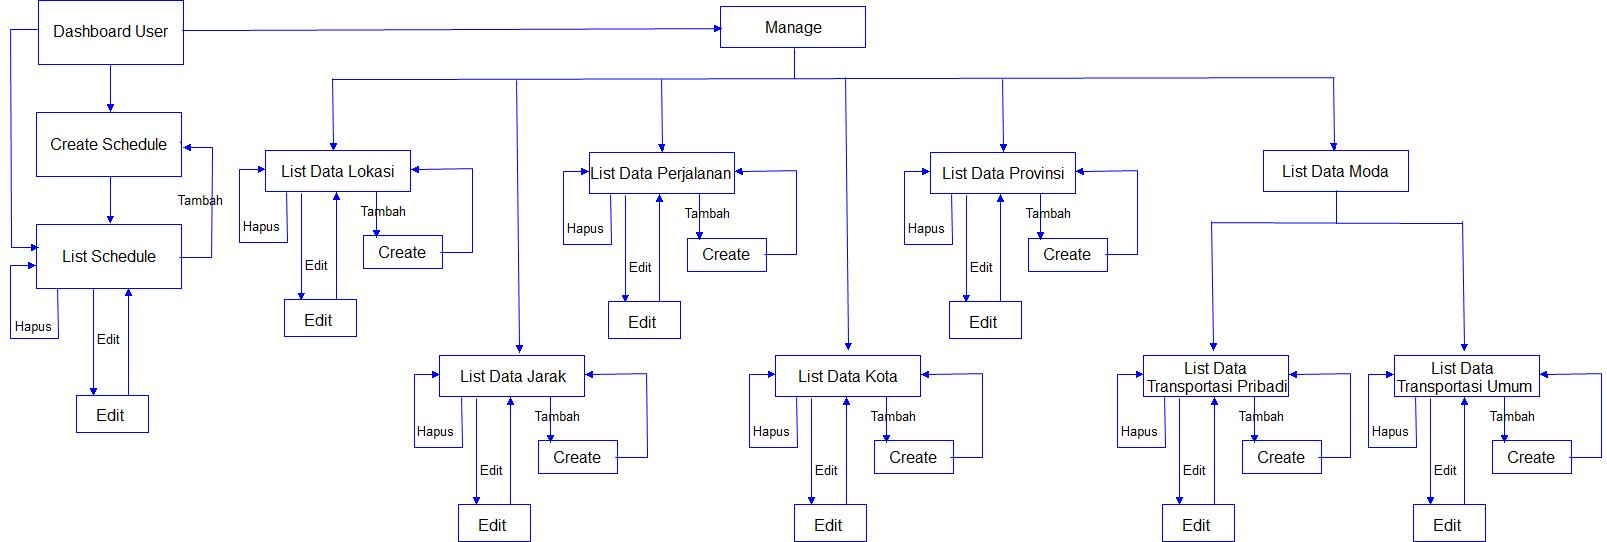 Dashboard User
Manage
Create Schedule
Tambah
List Schedule
Hapus
Edit
Edit
List Data Lokasi
Hapus
Tambah
Create
Edit
Edit
List Data Perjalanan
Hapus
Tambah
Create
Edit
Edit
List Data Provinsi
Hapus
Tambah
Create
Edit
Edit
List Data Moda
List Data Jarak
Hapus
Tambah
Create
Edit
Edit
List Data Kota
Hapus
Tambah
Create
Edit
Edit
List Data
Transportasi Pribadi
Hapus
Tambah
Create
Edit
Edit
List Data
Transportasi Umum
Hapus
Tambah
Create
Edit
Edit